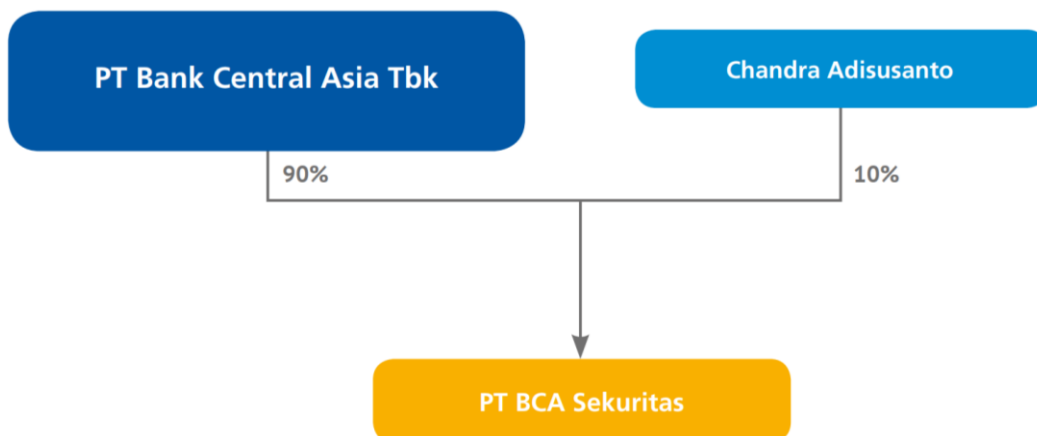 PT Bank Central Asia Tbk
Chandra Adisusanto
90%
10%
PT BCA Sekuritas